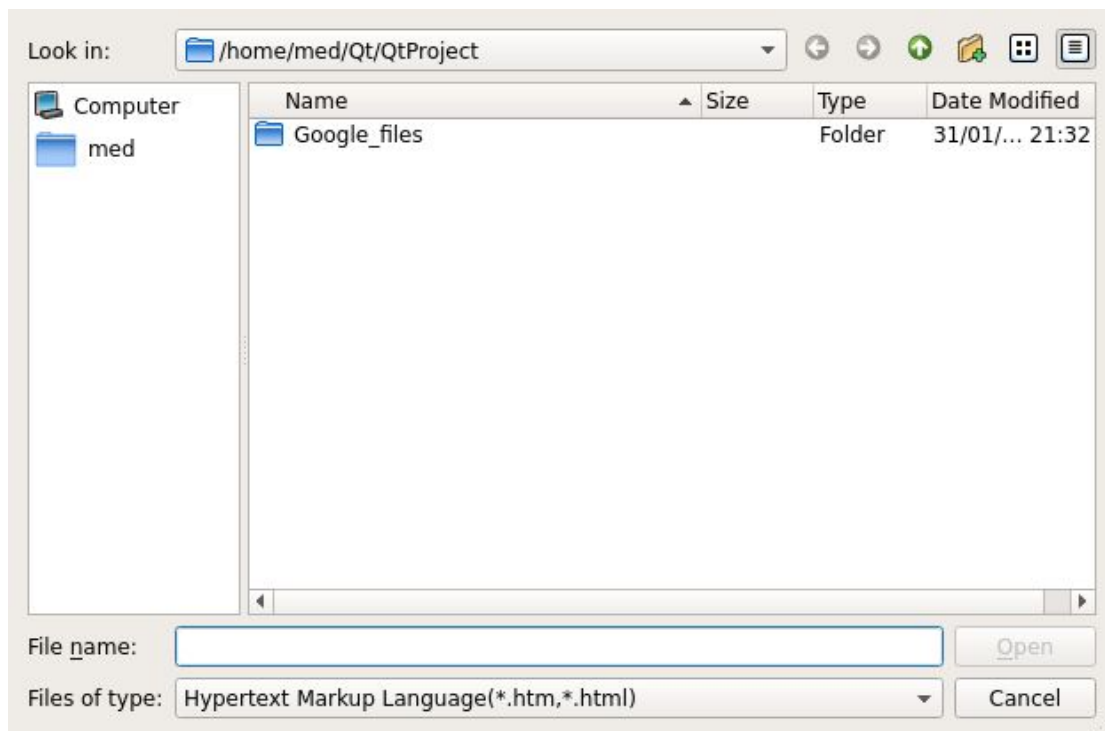 Look in: /home/med/Qt/QtProject
Computer
med
Name Size Type Date Modified
Google_files Folder 31/01/... 21:32
File name: Open
Files of type: Hypertext Markup Language(*.htm,*.html) Cancel